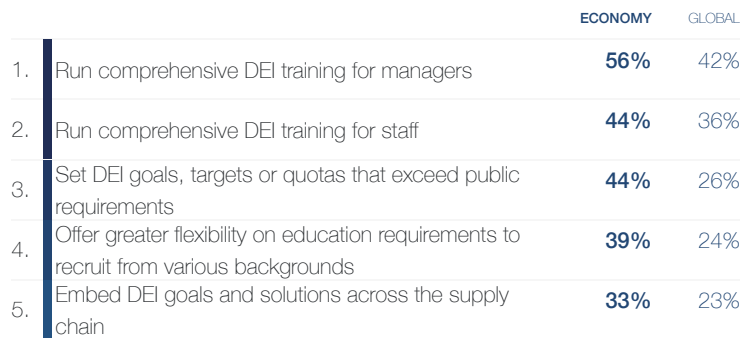 ECONOMY GLOBAL
1. Run comprehensive DEI training for managers 56% 42%
2. Run comprehensive DEI training for staff 44% 36%
3. Set DEI goals, targets or quotas that exceed public
requirements 44% 26%
4. Offer greater flexibility on education requirements to
recruit from various backgrounds 39% 24%
5. Embed DEI goals and solutions across the supply
chain 33% 23%